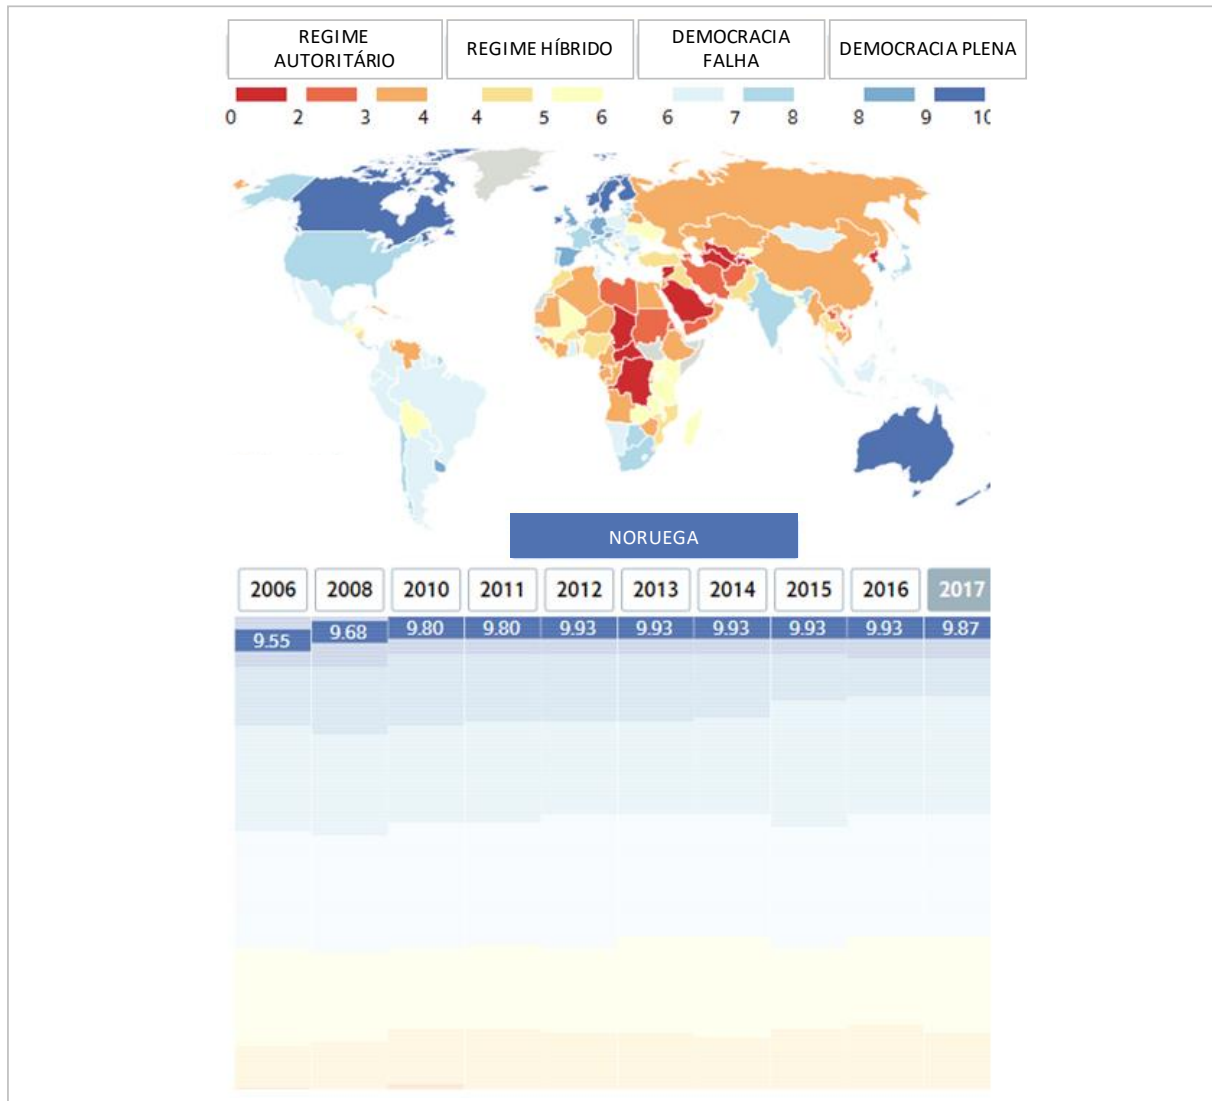 REGIME
AUTORITÁRIO
REGIME HÍBRIDO
DEMOCRACIA
FALHA
DEMOCRACIA PLENA
0 2 3 4 4 5 6 6 7 8 8 9 10
NORUEGA
2006 2008 2010 2011 2012 2013 2014 2015 2016 2017
9.55 9.68 9.80 9.80 9.93 9.93 9.93 9.93 9.93 9.87